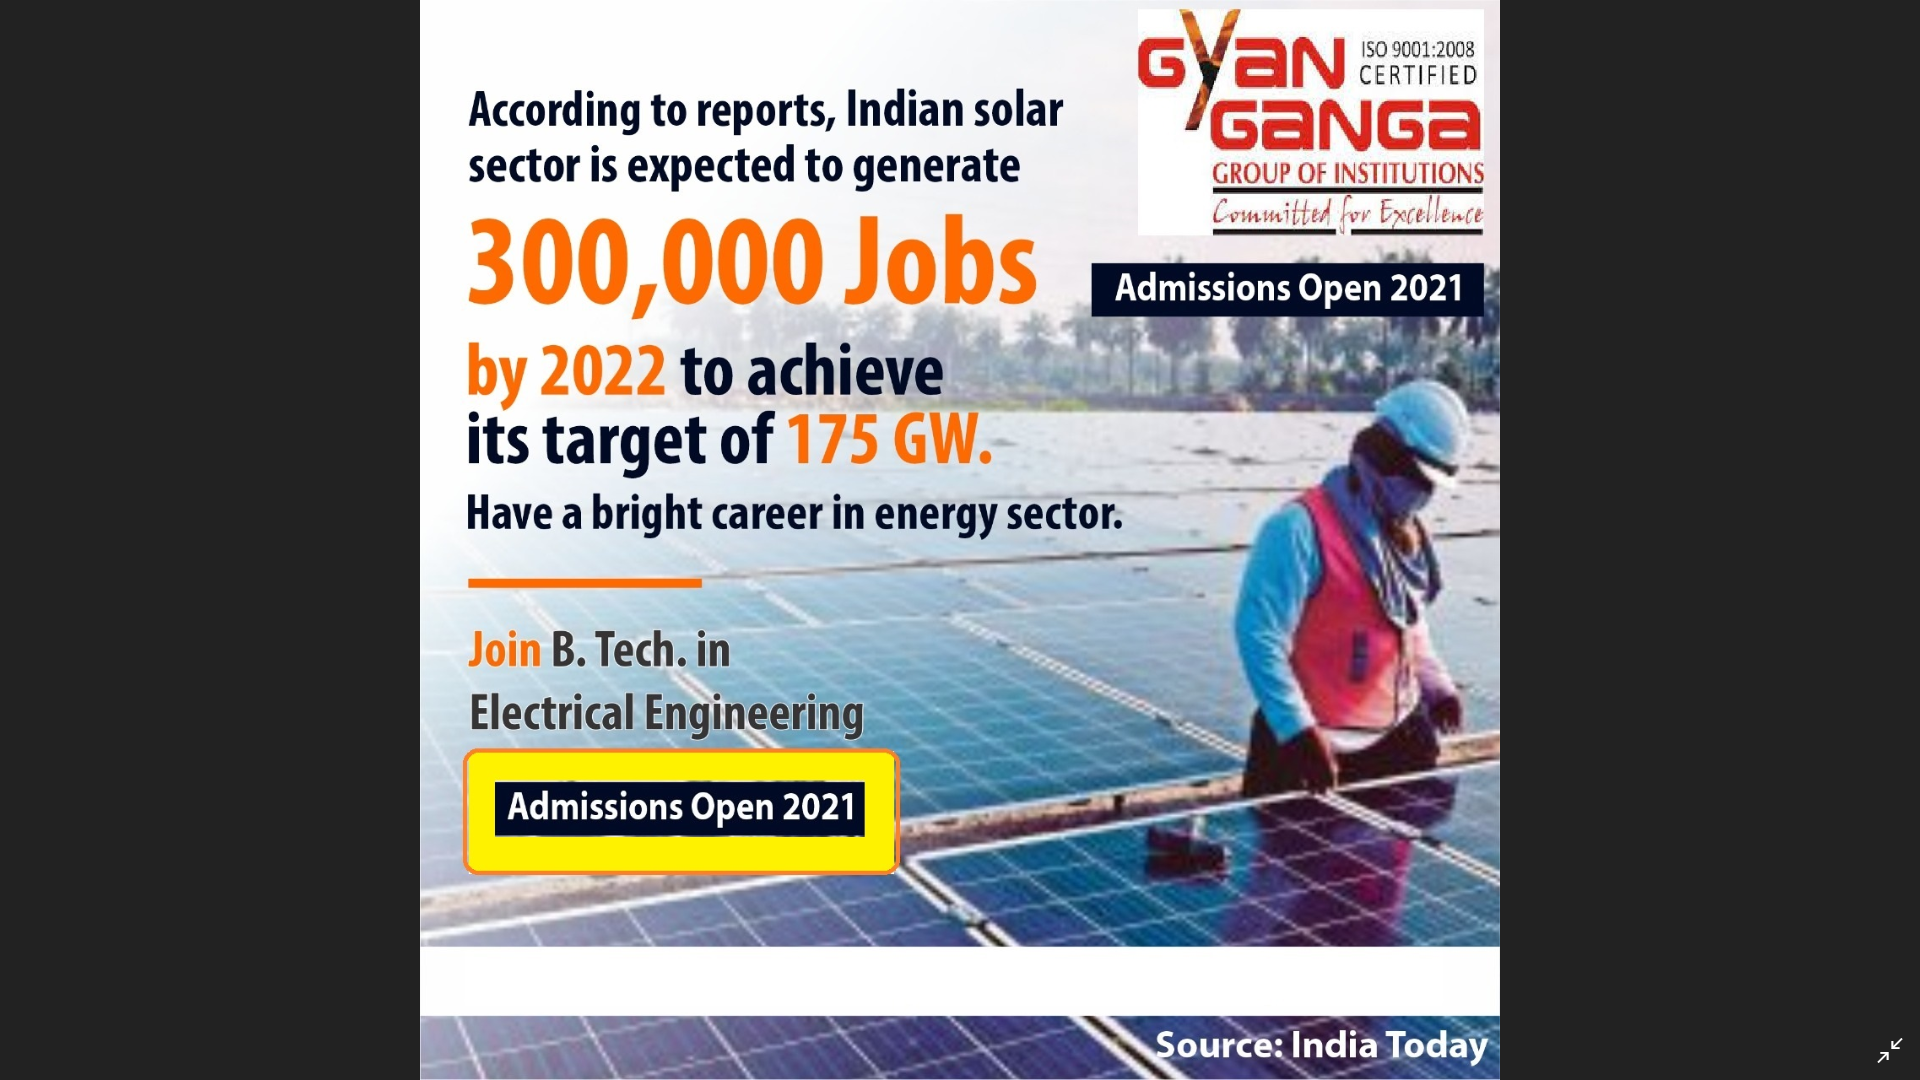 According to reports, Indian solar
sector is expected to generate
300,000 Jobs
by 2022 to achieve
its target of 175 GW.
Have a bright career in energy sector.
GYAN
GANGA
ISO 9001:2008
CERTIFIED
GROUP OF INSTITUTIONS
Committed for Excellence
Admissions Open 2021
Join B. Tech. in
Electrical Engineering
Admissions Open 2021
Source: India Today